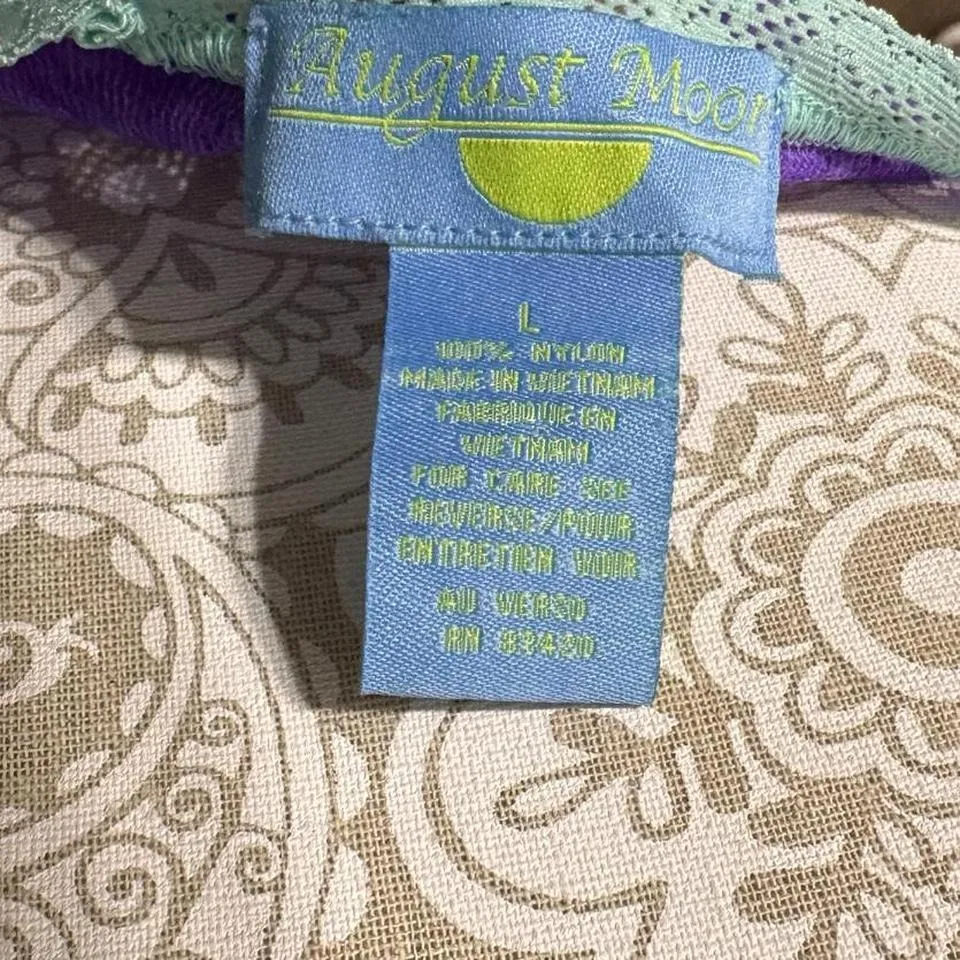 August Moon
L
100% NYLON
MADE IN VIETNAM
FABRIQUE EN
VIETNAM
FOR CARE SEE
REVERSE/POUR
ENTRETIEN VOIR
AU VERSO
RN